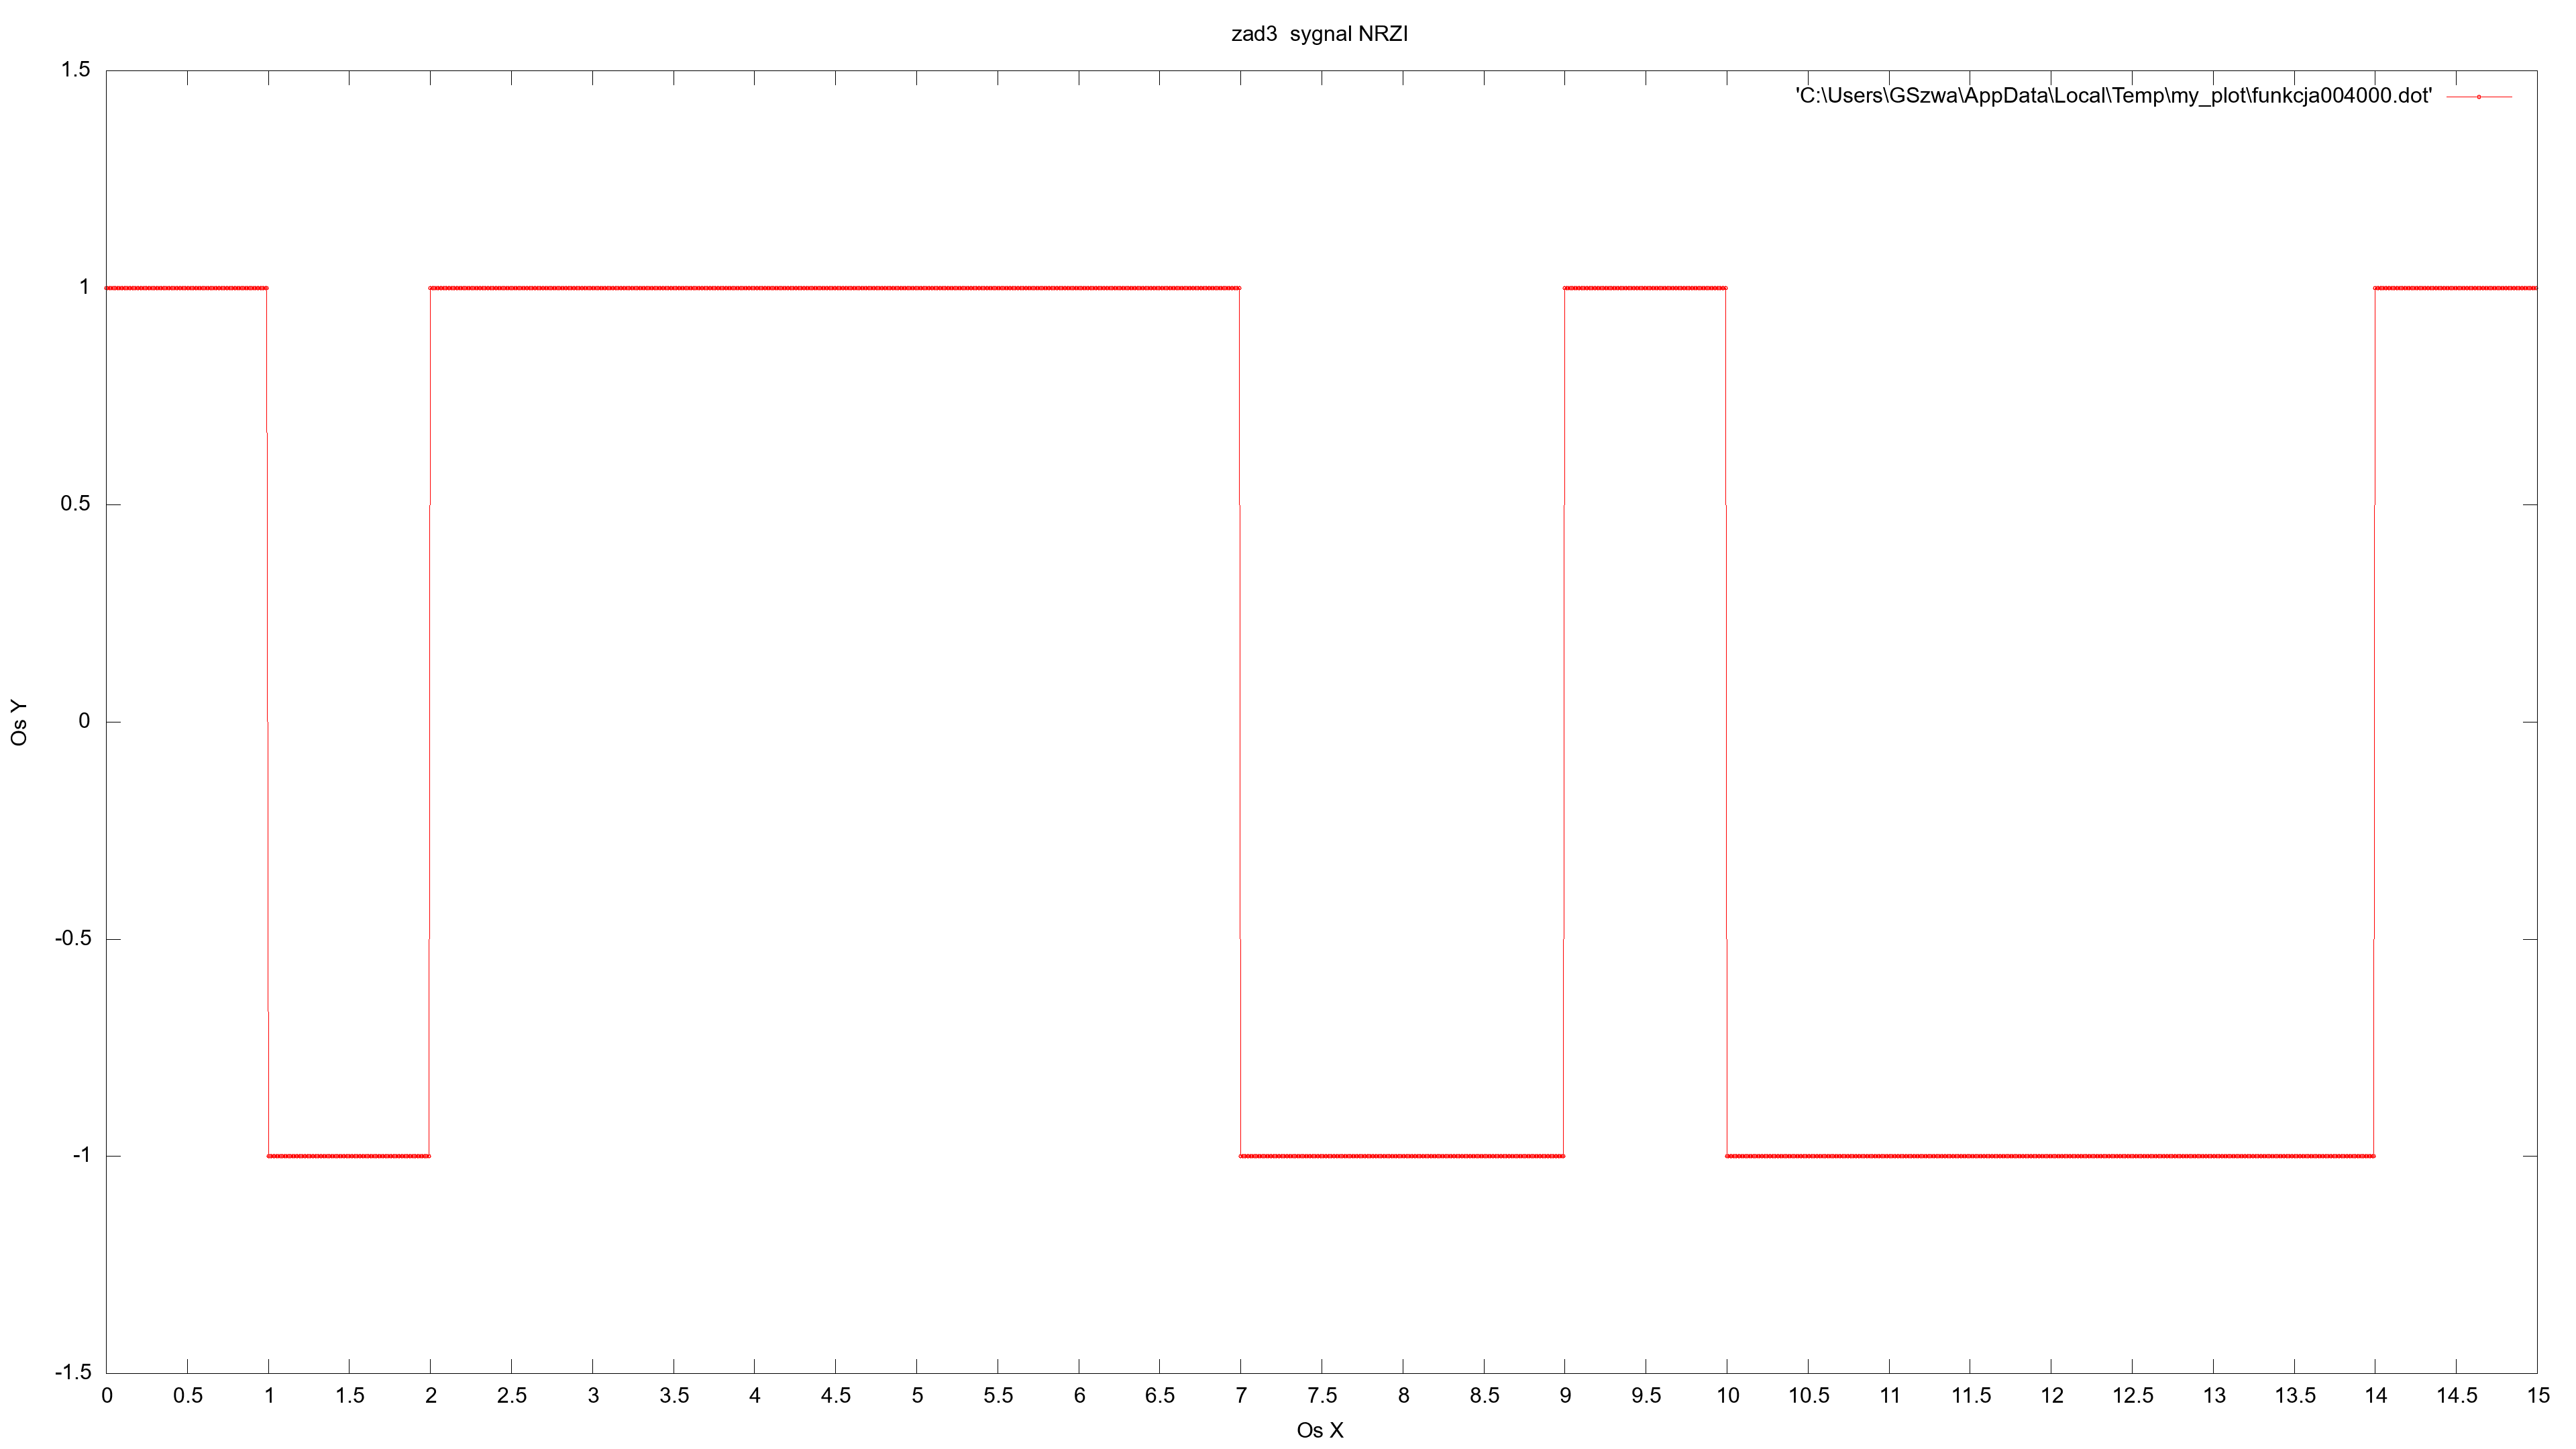 zad3  sygnal NRZI
'C:\Users\GSzwa\AppData\Local\Temp\my_plot\funkcja004000.dot'
1.5
1
0.5
0
-0.5
-1
-1.5
Os Y
0 0.5 1 1.5 2 2.5 3 3.5 4 4.5 5 5.5 6 6.5 7 7.5 8 8.5 9 9.5 10 10.5 11 11.5 12 12.5 13 13.5 14 14.5 15
Os X